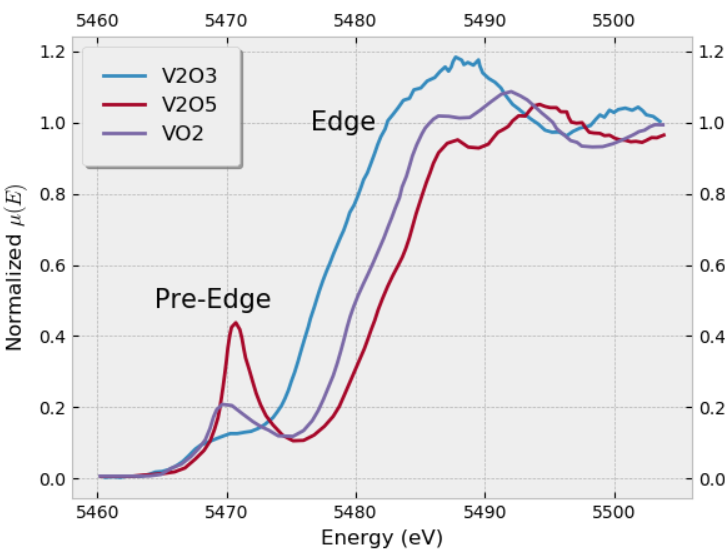 5460 5470 5480 5490 5500
1.2 1.2
V2O3
V2O5
VO2
Edge
1.0 1.0
0.8 0.8
0.6 0.6
Pre-Edge
0.4 0.4
0.2 0.2
0.0 0.0
Normalized μ(E)
5460 5470 5480 5490 5500
Energy (eV)